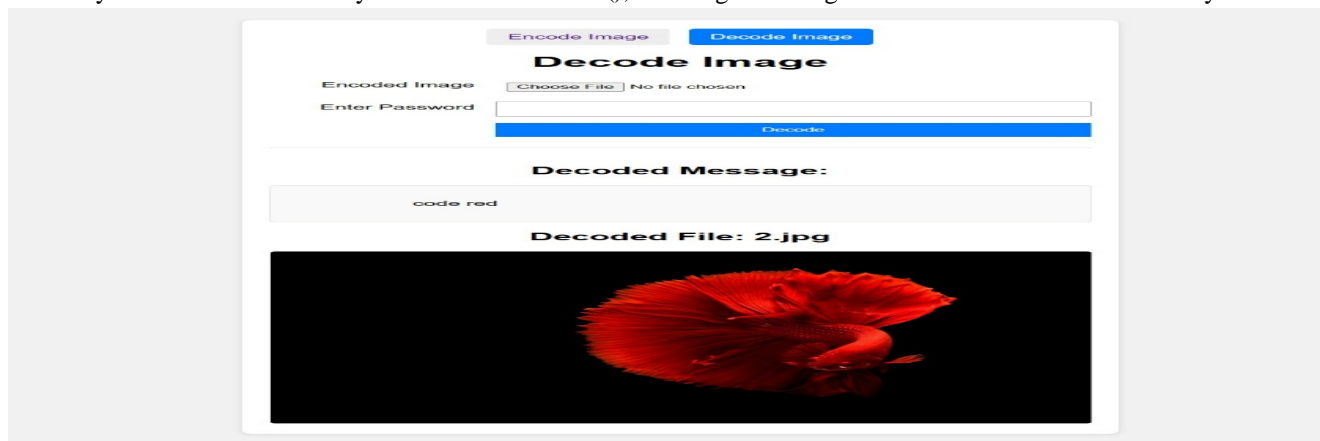 Encode Image Decode Image
Decode Image
Encoded Image Choose File No file chosen
Enter Password
Decode
Decoded Message:
code red
Decoded File: 2.jpg